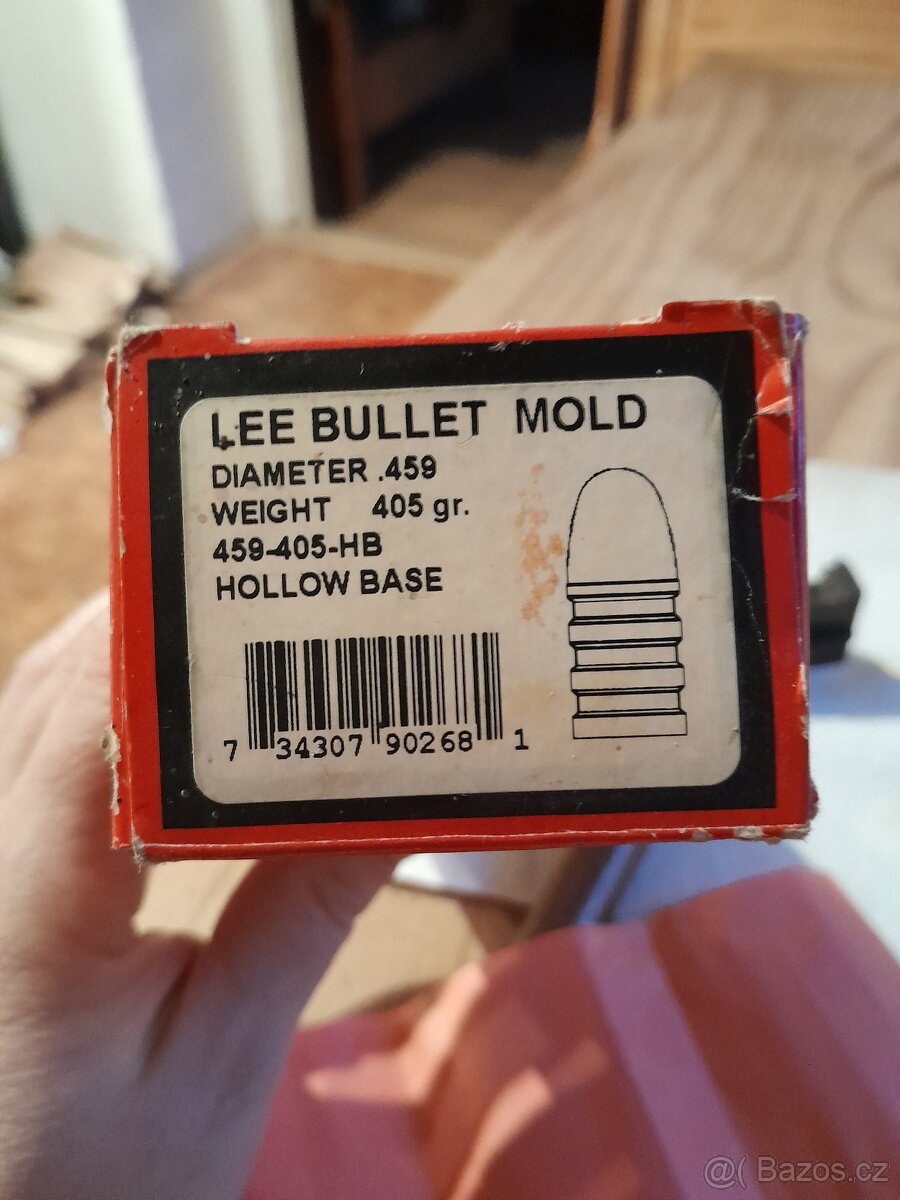 LEE BULLET MOLD
DIAMETER .459
WEIGHT 405 gr.
459-405-HB
HOLLOW BASE
7 34307 90268 1
@( Bazos.cz